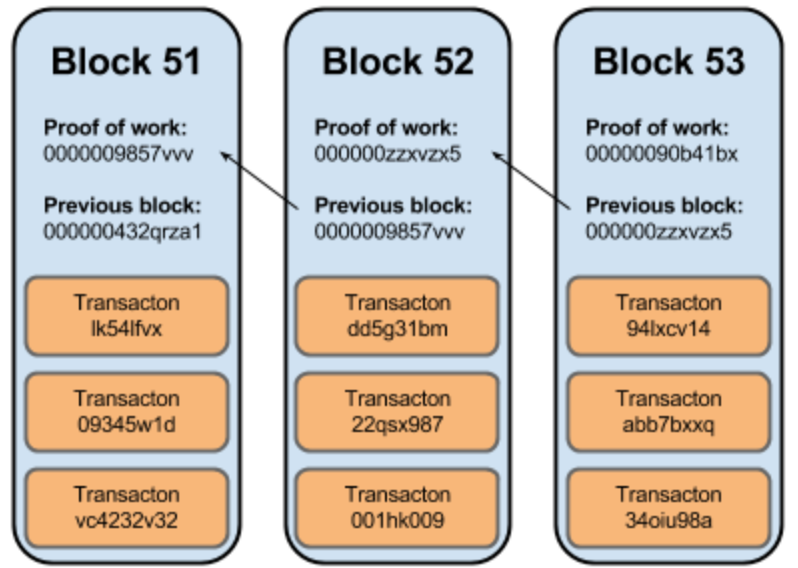 Block 51
Proof of work:
0000009857vvv
Previous block:
000000432qrza1
Transacton
lk54lfvx
Transacton
09345w1d
Transacton
vc4232v32
Block 52
Proof of work:
000000zzxvzx5
Previous block:
0000009857vvv
Transacton
dd5g31bm
Transacton
22qsx987
Transacton
001hk009
Block 53
Proof of work:
00000090b41bx
Previous block:
000000zzxvzx5
Transacton
94lxcv14
Transacton
abb7bxxq
Transacton
34oiu98a